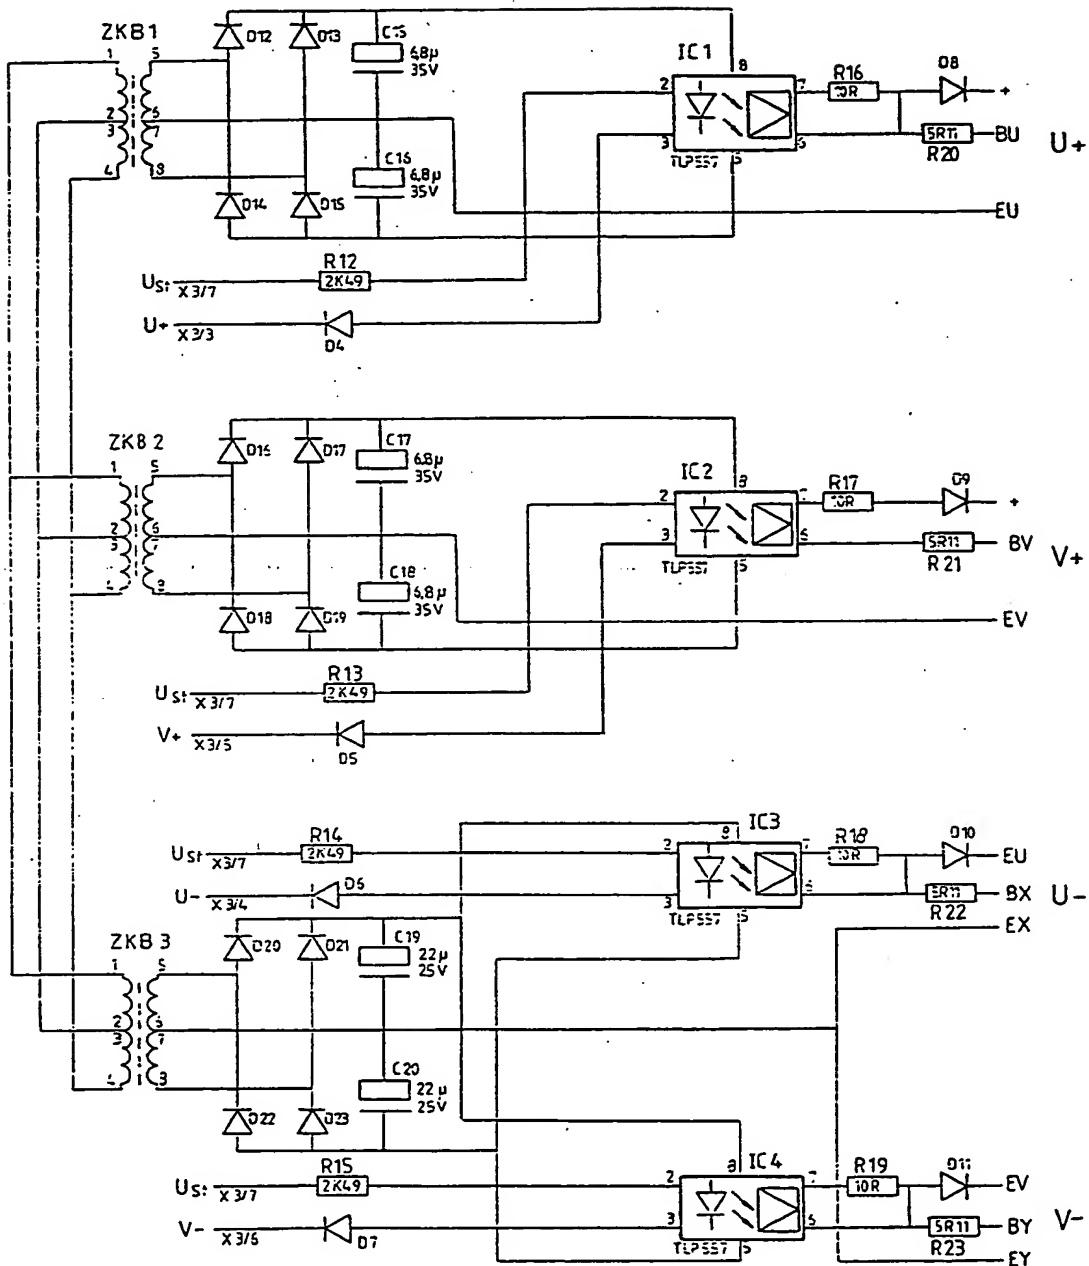 ZKB1
1
5
D12
D13
C15
6,8µ
35V
IC1
8
2
7
R16
10R
D8
+
2
3
6
7
3
TLP557
5
6
5R11
BU
R20
U+
4
8
C16
6,8µ
35V
D14
D15
EU
R12
USt
X3/7
2K49
U+
X3/3
D4
ZKB2
1
5
D16
D17
C17
6,8µ
35V
IC2
8
2
7
R17
10R
D9
+
2
3
6
7
3
TLP557
5
6
5R11
BV
R21
V+
4
8
C18
6,8µ
35V
D18
D19
EV
R13
USt
X3/7
2K49
V+
X3/5
D5
IC3
8
R14
USt
X3/7
2K49
2
7
R18
10R
D10
EU
U-
X3/4
D6
3
TLP557
5
6
5R11
BX
R22
U-
EX
ZKB3
1
5
D20
D21
C19
22µ
25V
2
3
6
7
4
8
C20
22µ
25V
D22
D23
IC4
8
R15
USt
X3/7
2K49
2
7
R19
10R
D11
EV
V-
X3/6
D7
3
TLP557
5
6
5R11
BY
R23
V-
EY